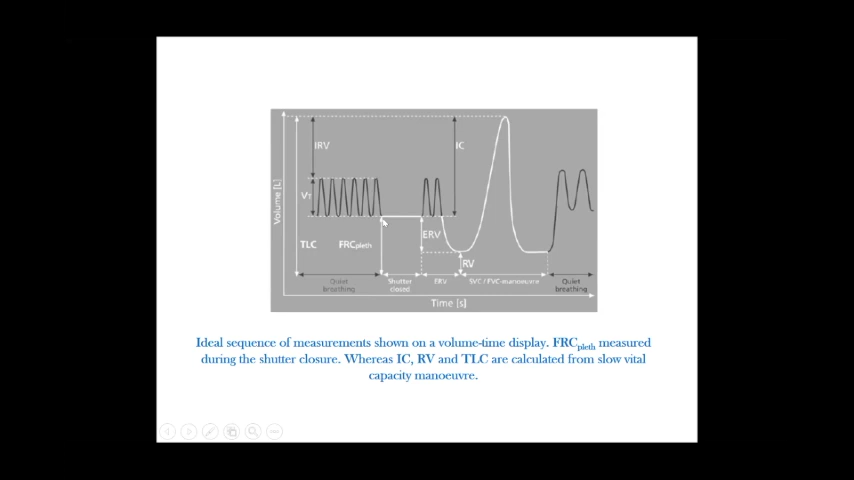 IRV
IC
VT
Volume [L]
ERV
TLC
FRCpleth
RV
Quiet
breathing
Shutter
closed
ERV
SVC / FVC-manoeuvre
Quiet
breathing
Time [s]
Ideal sequence of measurements shown on a volume-time display. FRCpleth measured
during the shutter closure. Whereas IC, RV and TLC are calculated from slow vital
capacity manoeuvre.